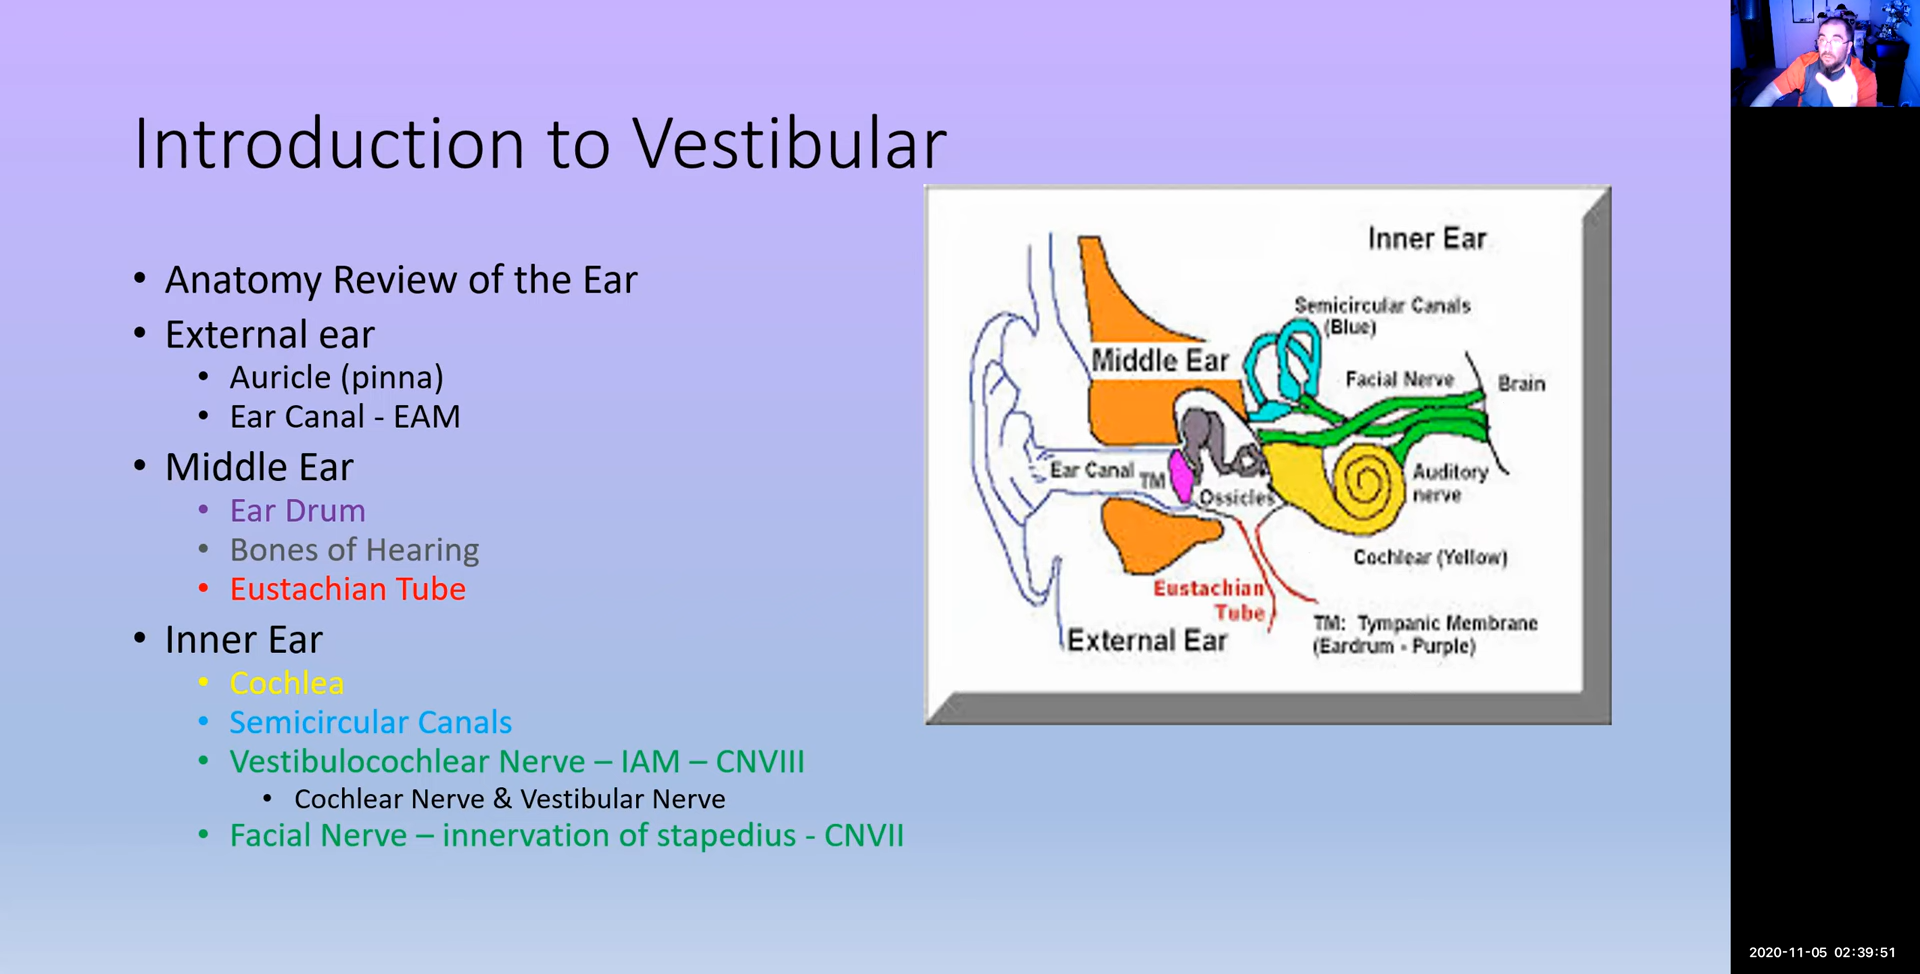 Introduction to Vestibular
• Anatomy Review of the Ear
• External ear
• Auricle (pinna)
• Ear Canal - EAM
• Middle Ear
• Ear Drum
• Bones of Hearing
• Eustachian Tube
• Inner Ear
• Cochlea
• Semicircular Canals
• Vestibulocochlear Nerve – IAM – CNVIII
• Cochlear Nerve & Vestibular Nerve
• Facial Nerve – innervation of stapedius - CNVII
Inner Ear
Semicircular Canals
(Blue)
Middle Ear
Facial Nerve
Brain
Ear Canal
TM
Ossicles
Auditory
nerve
Cochlear (Yellow)
Eustachian
Tube
TM: Tympanic Membrane
(Eardrum - Purple)
External Ear
2020-11-05 02:39:51